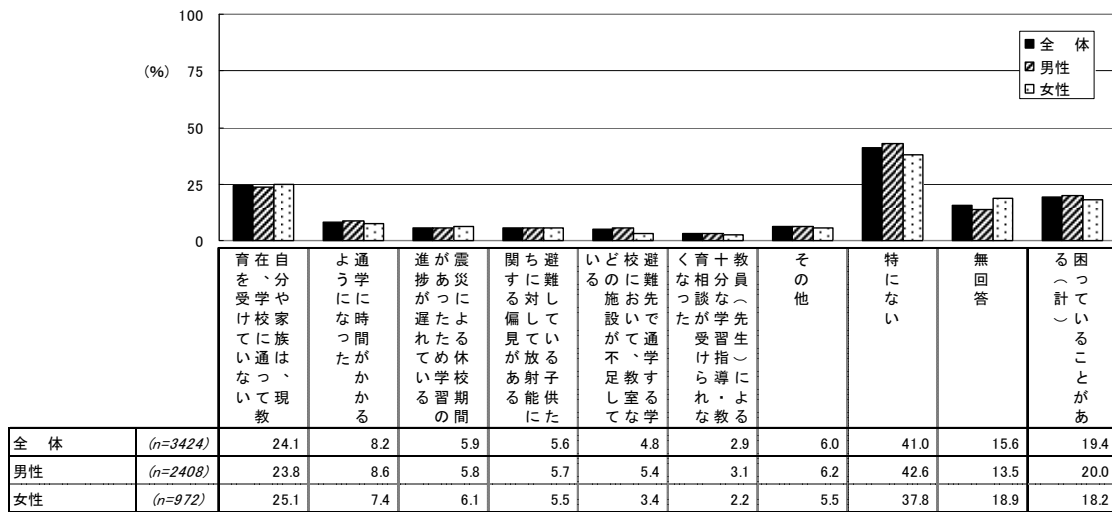 100
(%) 75
50
25
0
全　体
男性
女性
自分や家族は、現
在、学校に通って教
育を受けていない
通学に時間がかかる
ようになった
震災による休校期間
があったため学習の
進捗が遅れている
避難している子供た
ちに対して放射能に
関する偏見がある
避難先で通学する学
校において、教室な
どの施設が不足して
いる
教員（先生）による
十分な学習指導・教
育相談が受けられな
くなった
その他
特にない
無回答
困っていることがあ
る（計）
全　体 (n=3424) 24.1 8.2 5.9 5.6 4.8 2.9 6.0 41.0 15.6 19.4
男性 (n=2408) 23.8 8.6 5.8 5.7 5.4 3.1 6.2 42.6 13.5 20.0
女性 (n=972) 25.1 7.4 6.1 5.5 3.4 2.2 5.5 37.8 18.9 18.2